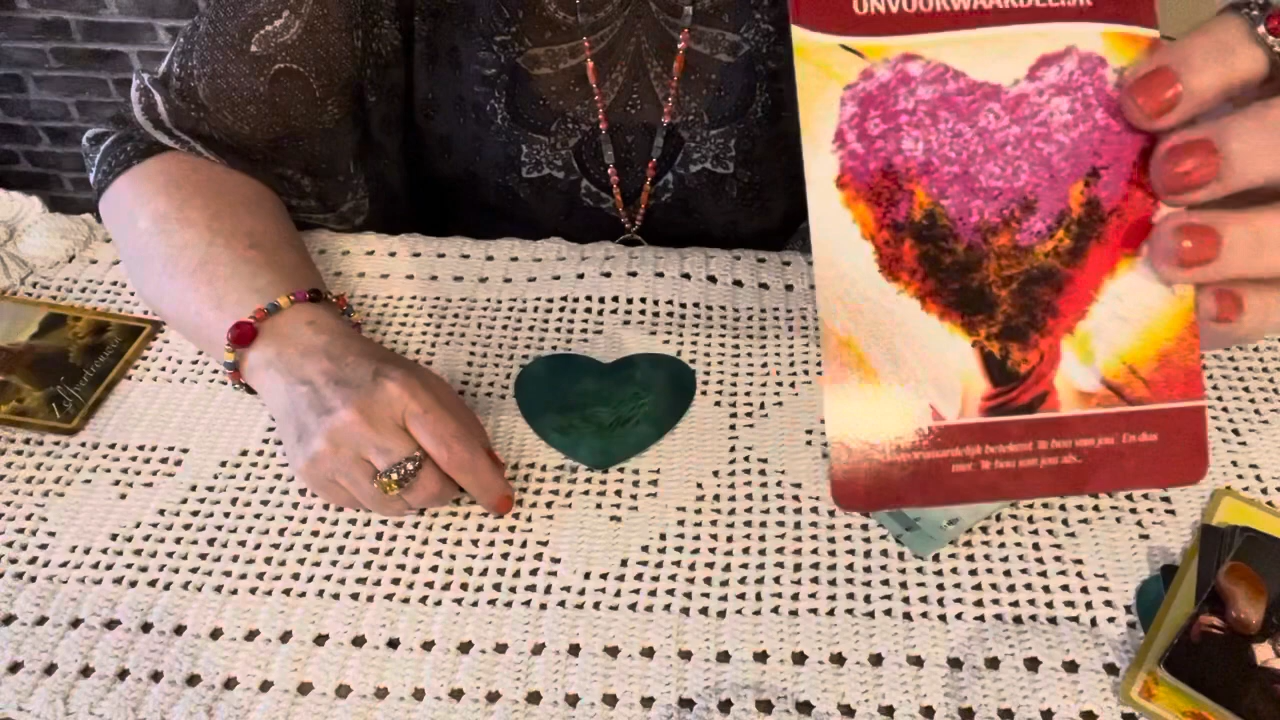 ONVOORWAARDELIJK
Onvoorwaardelijk betekent 'Ik hou van jou'. En dus
niet: 'Ik hou van jou als...
Zelfvertrouwen